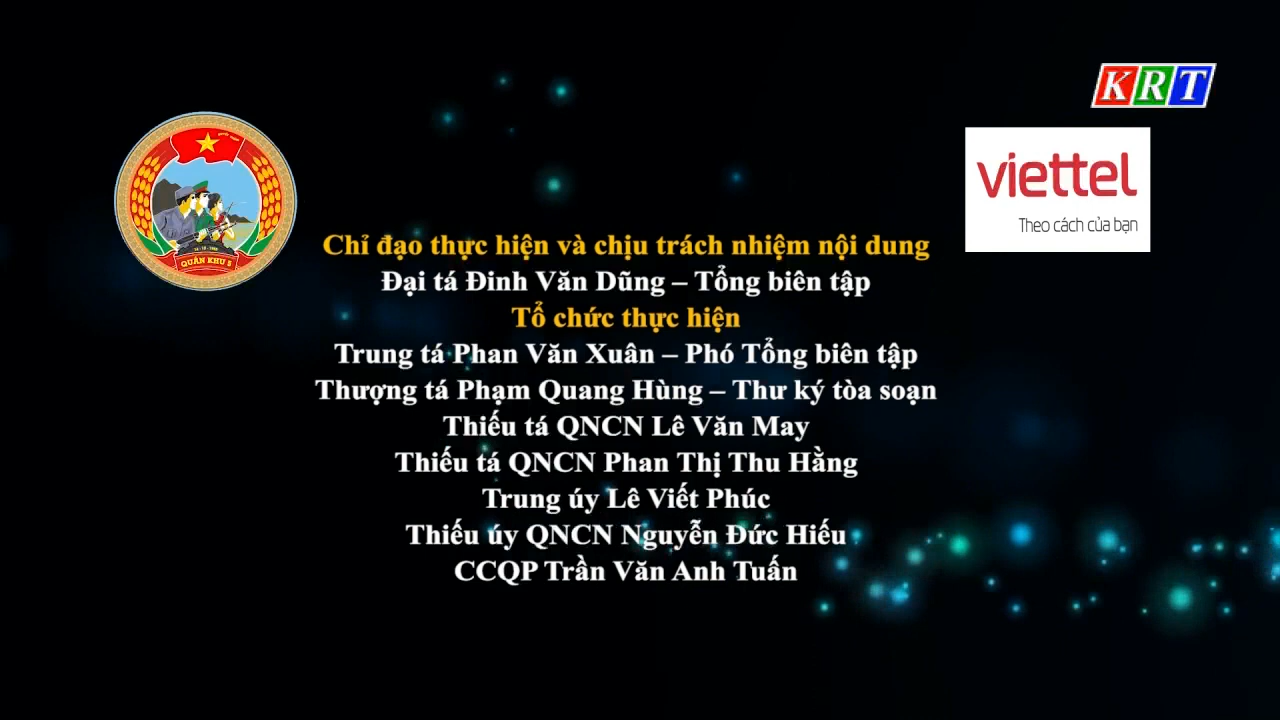 KRT
viettel
Theo cách của bạn
QUÂN KHU 5
Chỉ đạo thực hiện và chịu trách nhiệm nội dung
Đại tá Đinh Văn Dũng – Tổng biên tập
Tổ chức thực hiện
Trung tá Phan Văn Xuân – Phó Tổng biên tập
Thượng tá Phạm Quang Hùng – Thư ký tòa soạn
Thiếu tá QNCN Lê Văn May
Thiếu tá QNCN Phan Thị Thu Hằng
Trung úy Lê Viết Phúc
Thiếu úy QNCN Nguyễn Đức Hiếu
CCQP Trần Văn Anh Tuấn